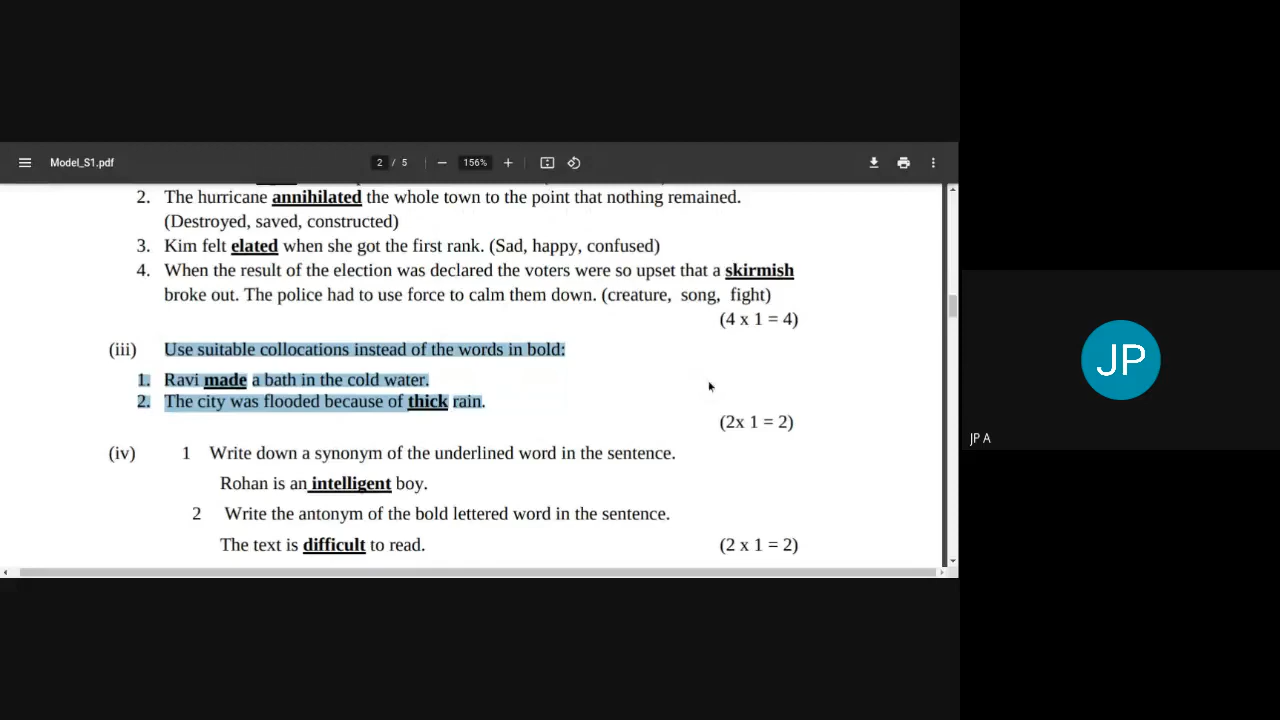 Model_S1.pdf
2 / 5
156%
2. The hurricane annihilated the whole town to the point that nothing remained.
(Destroyed, saved, constructed)
3. Kim felt elated when she got the first rank. (Sad, happy, confused)
4. When the result of the election was declared the voters were so upset that a skirmish
broke out. The police had to use force to calm them down. (creature, song, fight)
(4 x 1 = 4)
(iii) Use suitable collocations instead of the words in bold:
1. Ravi made a bath in the cold water.
2. The city was flooded because of thick rain.
(2x 1 = 2)
(iv) 1 Write down a synonym of the underlined word in the sentence.
Rohan is an intelligent boy.
2 Write the antonym of the bold lettered word in the sentence.
The text is difficult to read. (2 x 1 = 2)
JP
JP A